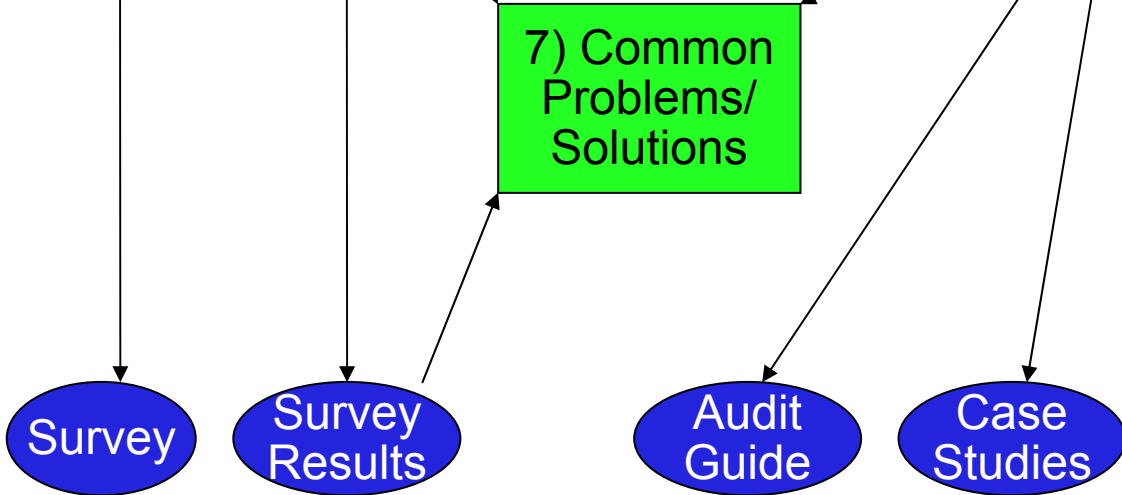 7) Common
Problems/
Solutions
Survey
Survey
Results
Audit
Guide
Case
Studies